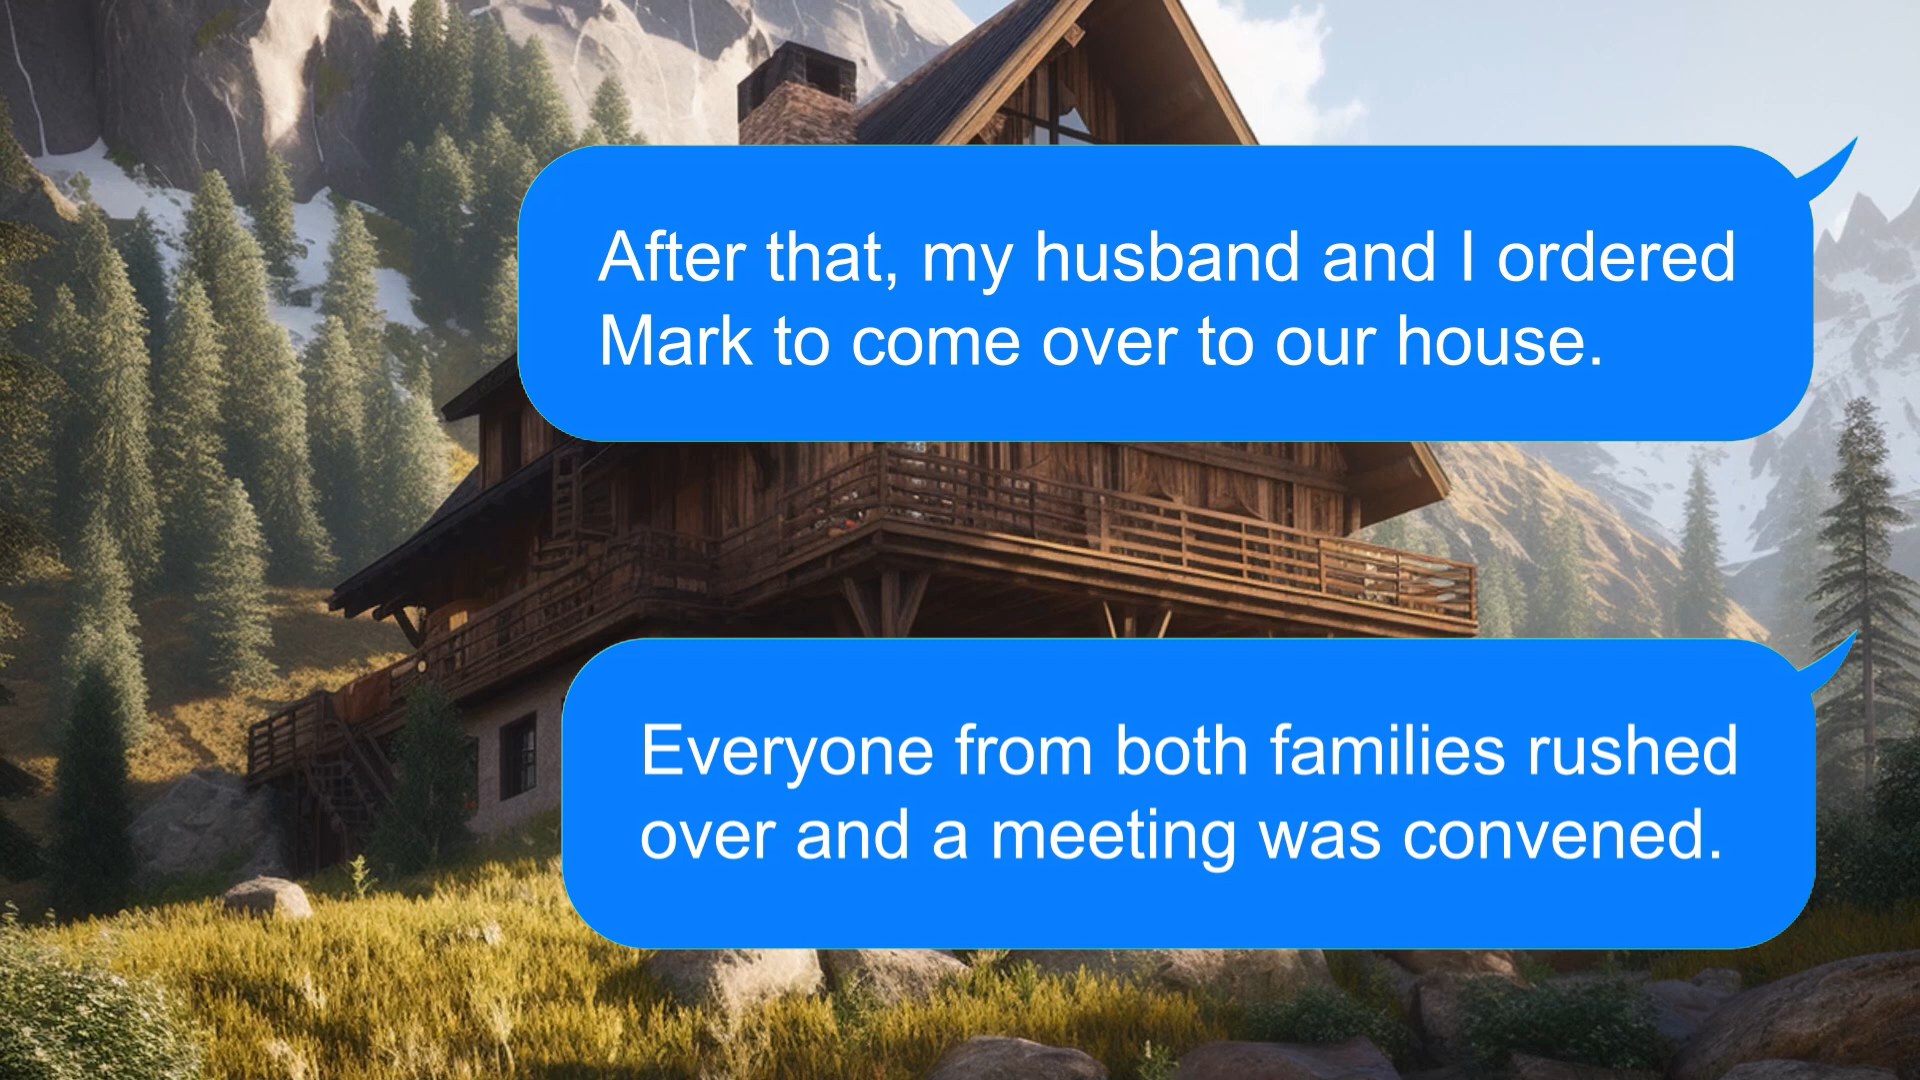 After that, my husband and I ordered
Mark to come over to our house.
Everyone from both families rushed
over and a meeting was convened.